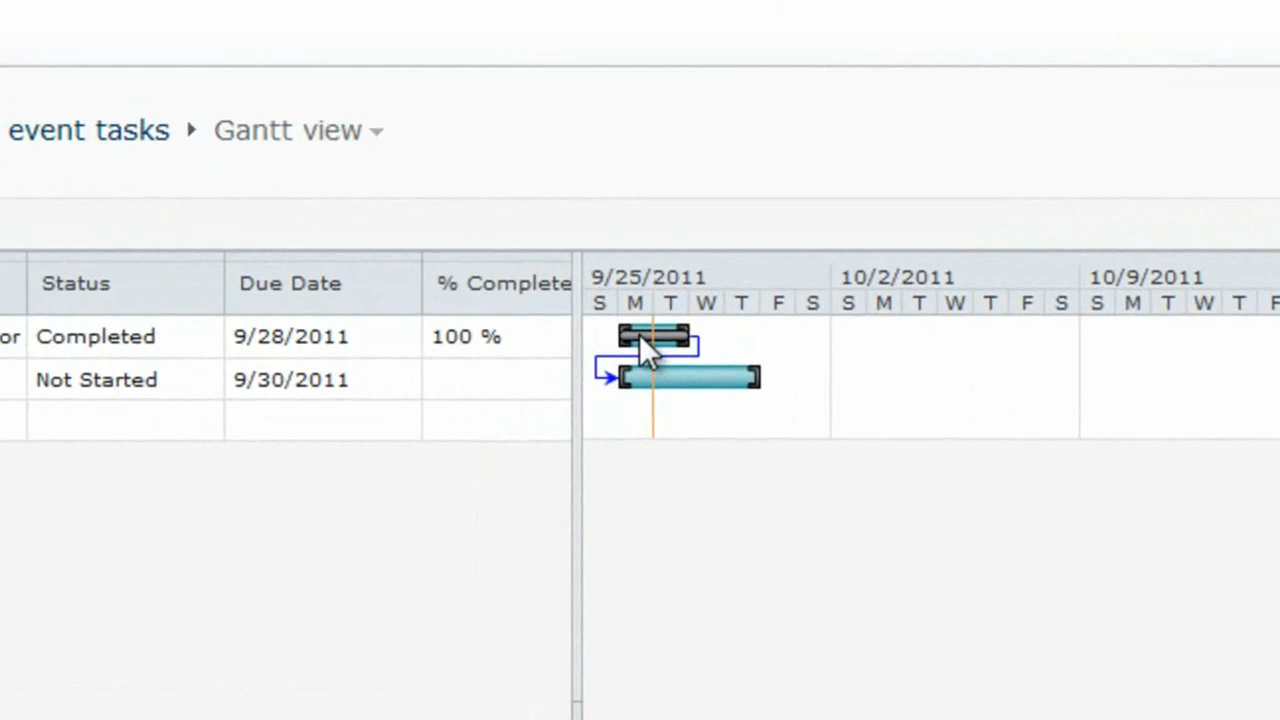 event tasks Gantt view
Status Due Date % Complete 9/25/2011 10/2/2011 10/9/2011
S M T W T F S S M T W T F S S M T W T F
or Completed 9/28/2011 100 %
Not Started 9/30/2011